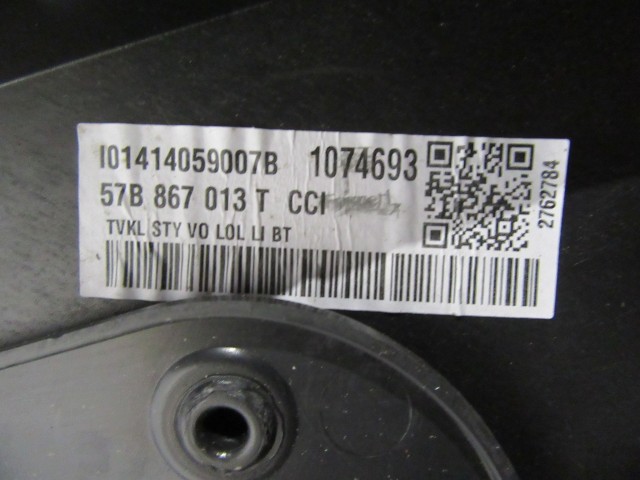 I01414059007B 1074693
57B 867 013 T CCI
TVKL STY VO LOL LI BT
2762784